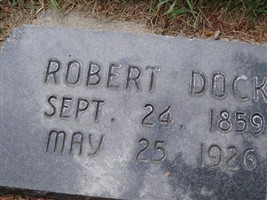 ROBERT DOCK
SEPT. 24. 1859
MAY 25. 1926